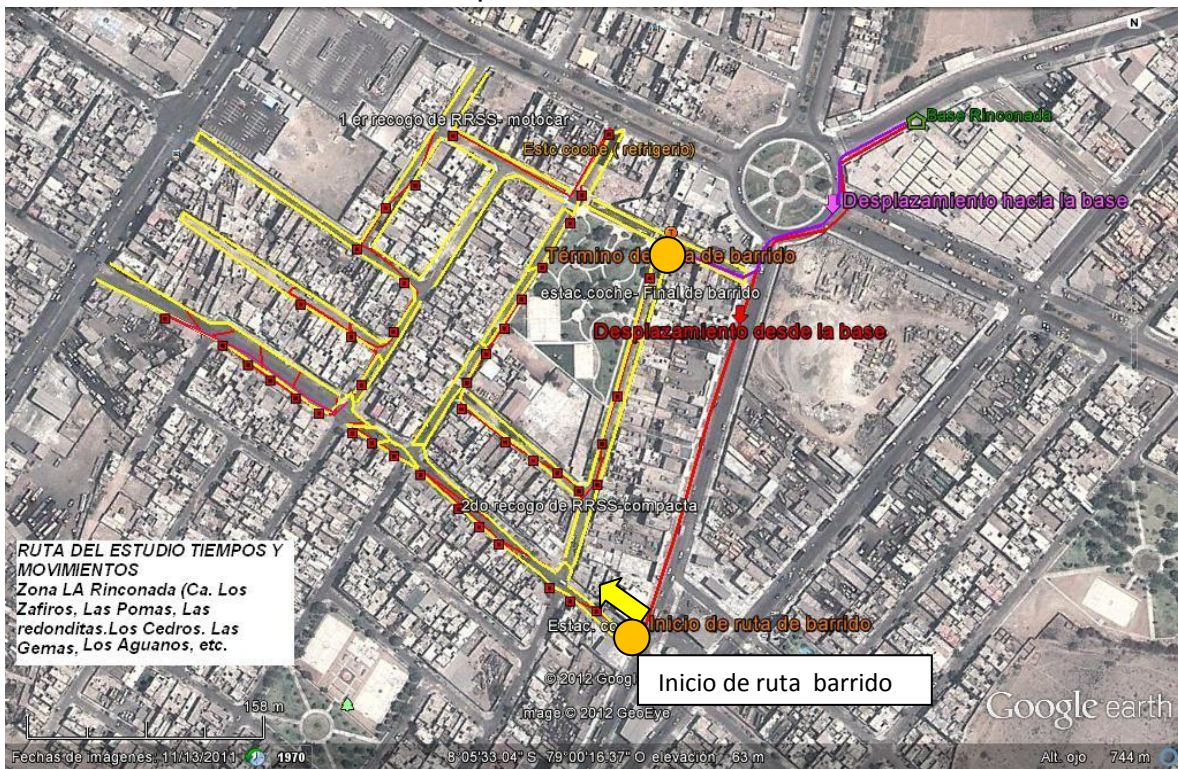 N
1 er recogo de RRSS- motocar
Estc coche ( refrigerio)
Base Rinconada
Desplazamiento hacia la base
Término de de barrido
estac.coche- Final de barrido
Desplazamiento desde la base
2do recogo de RRSS-compacta
RUTA DEL ESTUDIO TIEMPOS Y
MOVIMIENTOS
Zona LA Rinconada (Ca. Los
Zafiros, Las Pomas, Las
redonditas.Los Cedros. Las
Gemas, Los Aguanos, etc.
Estac. Inicio de ruta de barrido
Inicio de ruta barrido
© 2012 Google
Image © 2012 GeoEye
Google earth
158 m
Fechas de imágenes: 11/13/2011 1970 8°05'33.04" S 79°00'16.37" O elevación 63 m Alt. ojo 744 m